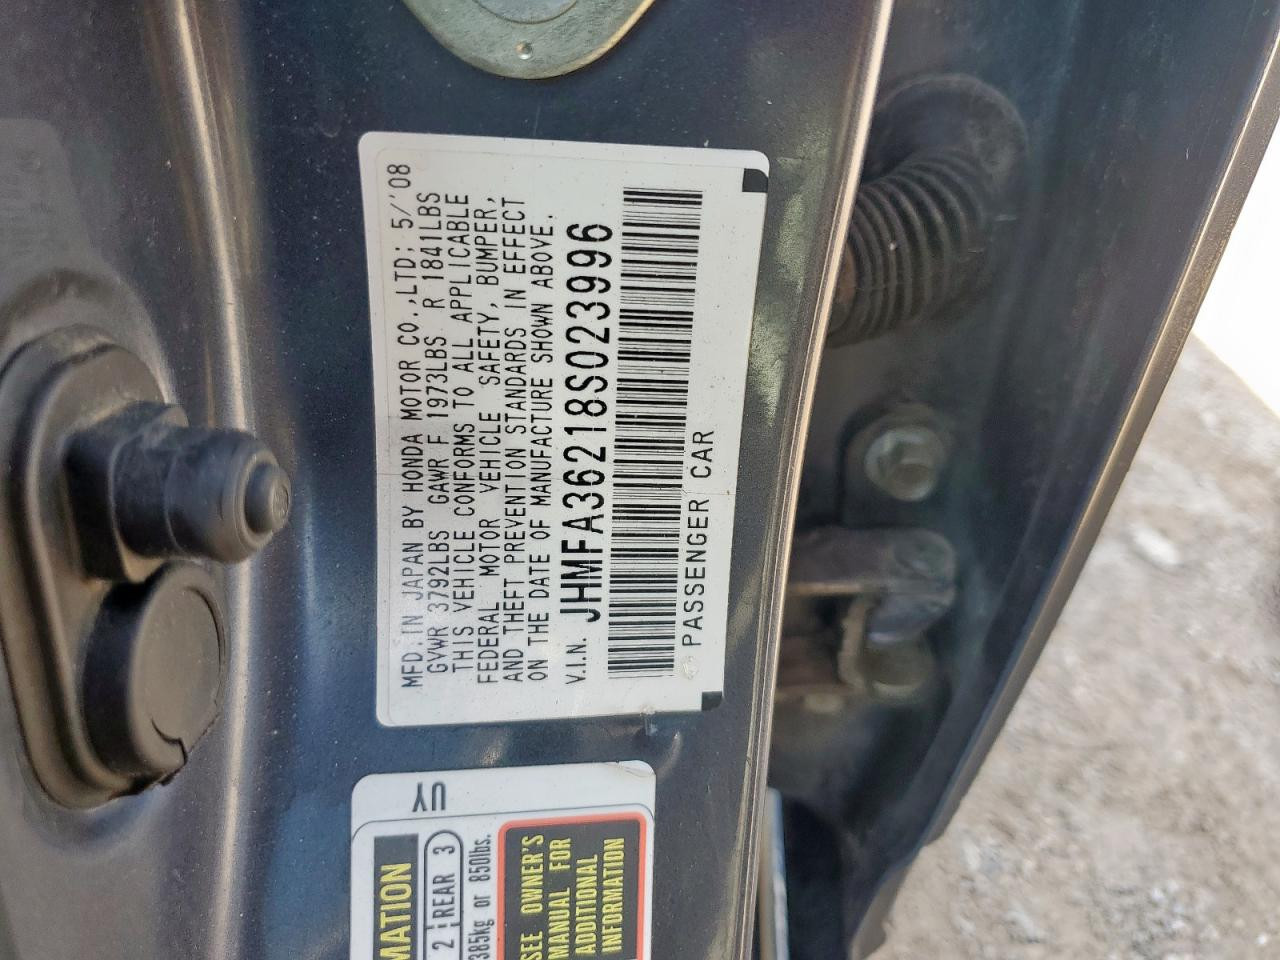 MFD. IN JAPAN BY HONDA MOTOR CO.,LTD; 5/'08
GVWR 3792LBS GAWR F 1973LBS R 1841LBS
THIS VEHICLE CONFORMS TO ALL APPLICABLE
FEDERAL MOTOR VEHICLE SAFETY, BUMPER,
AND THEFT PREVENTION STANDARDS IN EFFECT
ON THE DATE OF MANUFACTURE SHOWN ABOVE.
V.I.N. JHMFA36218S023996
PASSENGER CAR
UY
2 REAR 3
385kg or 850lbs.
SEE OWNER'S
MANUAL FOR
ADDITIONAL
INFORMATION